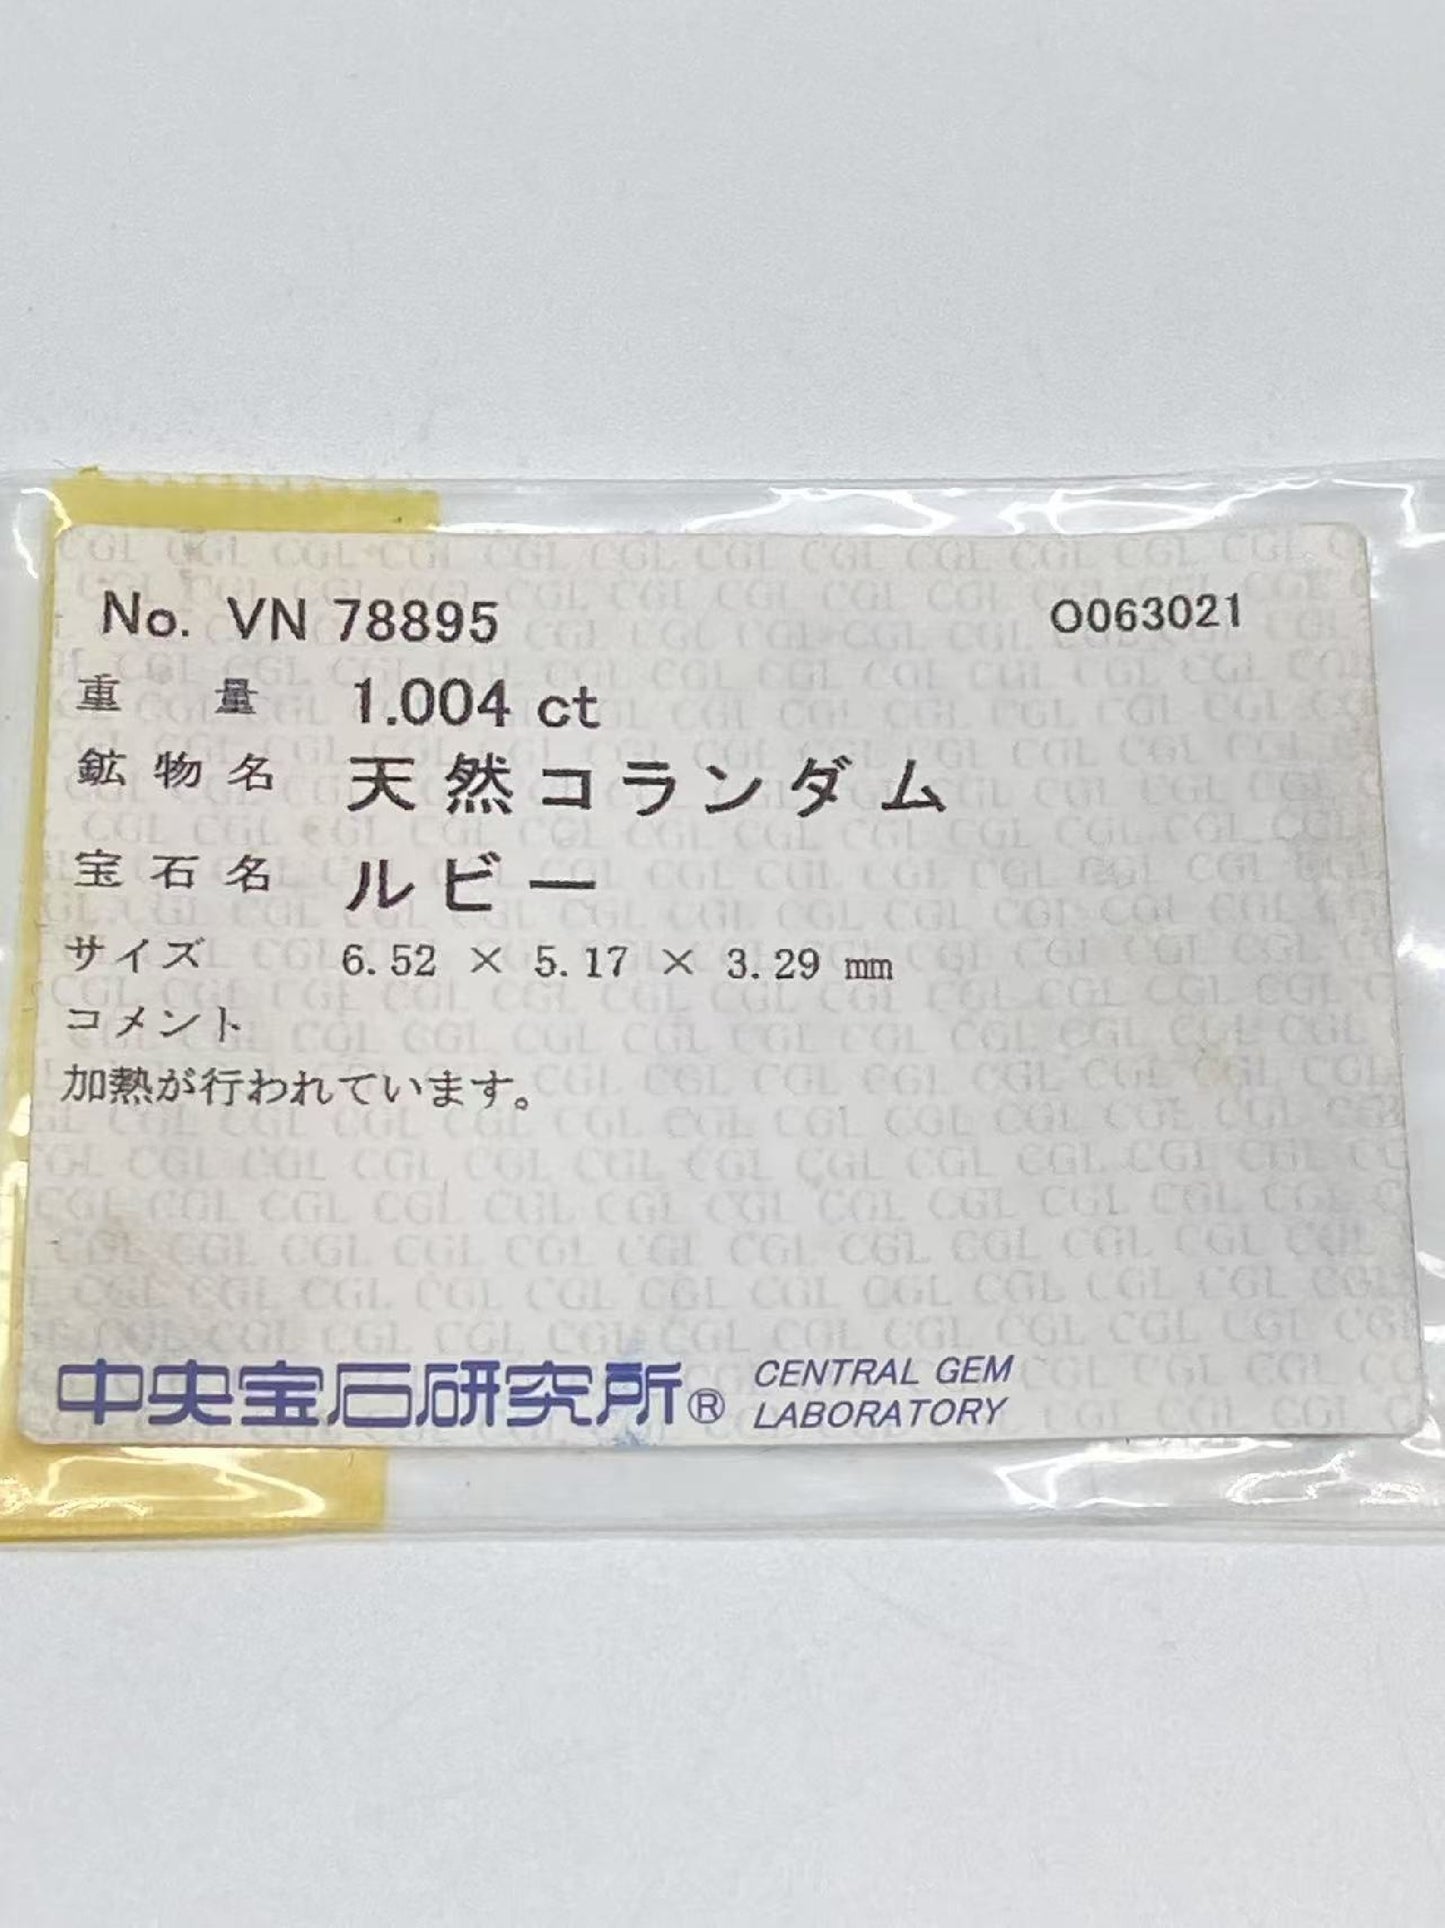 No. VN 78895 O063021
重量 1.004 ct
鉱物名 天然コランダム
宝石名 ルビー
サイズ 6.52 × 5.17 × 3.29 mm
コメント
加熱が行われています。
中央宝石研究所® CENTRAL GEM
LABORATORY